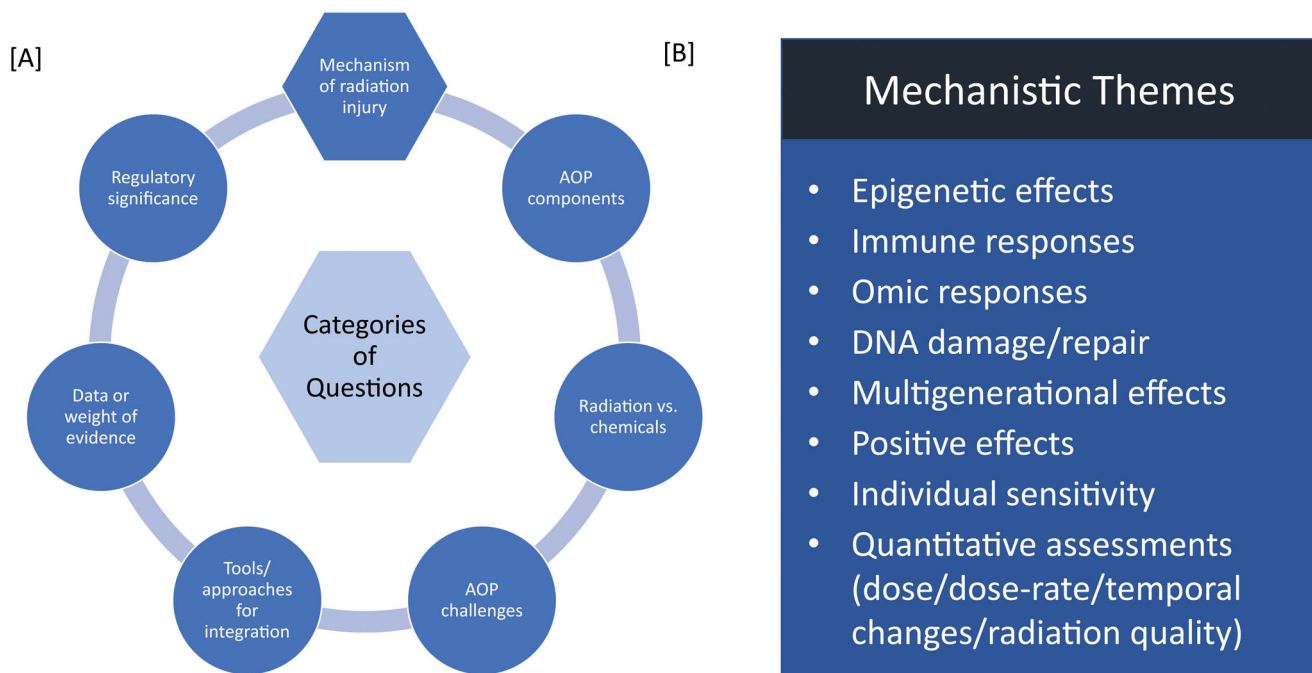 [A]
Mechanism
of radiation
injury
AOP
components
Radiation vs.
chemicals
AOP
challenges
Tools/
approaches
for
integration
Data or
weight of
evidence
Regulatory
significance
Categories
of
Questions
[B]
Mechanistic Themes
• Epigenetic effects
• Immune responses
• Omic responses
• DNA damage/repair
• Multigenerational effects
• Positive effects
• Individual sensitivity
• Quantitative assessments
(dose/dose-rate/temporal
changes/radiation quality)